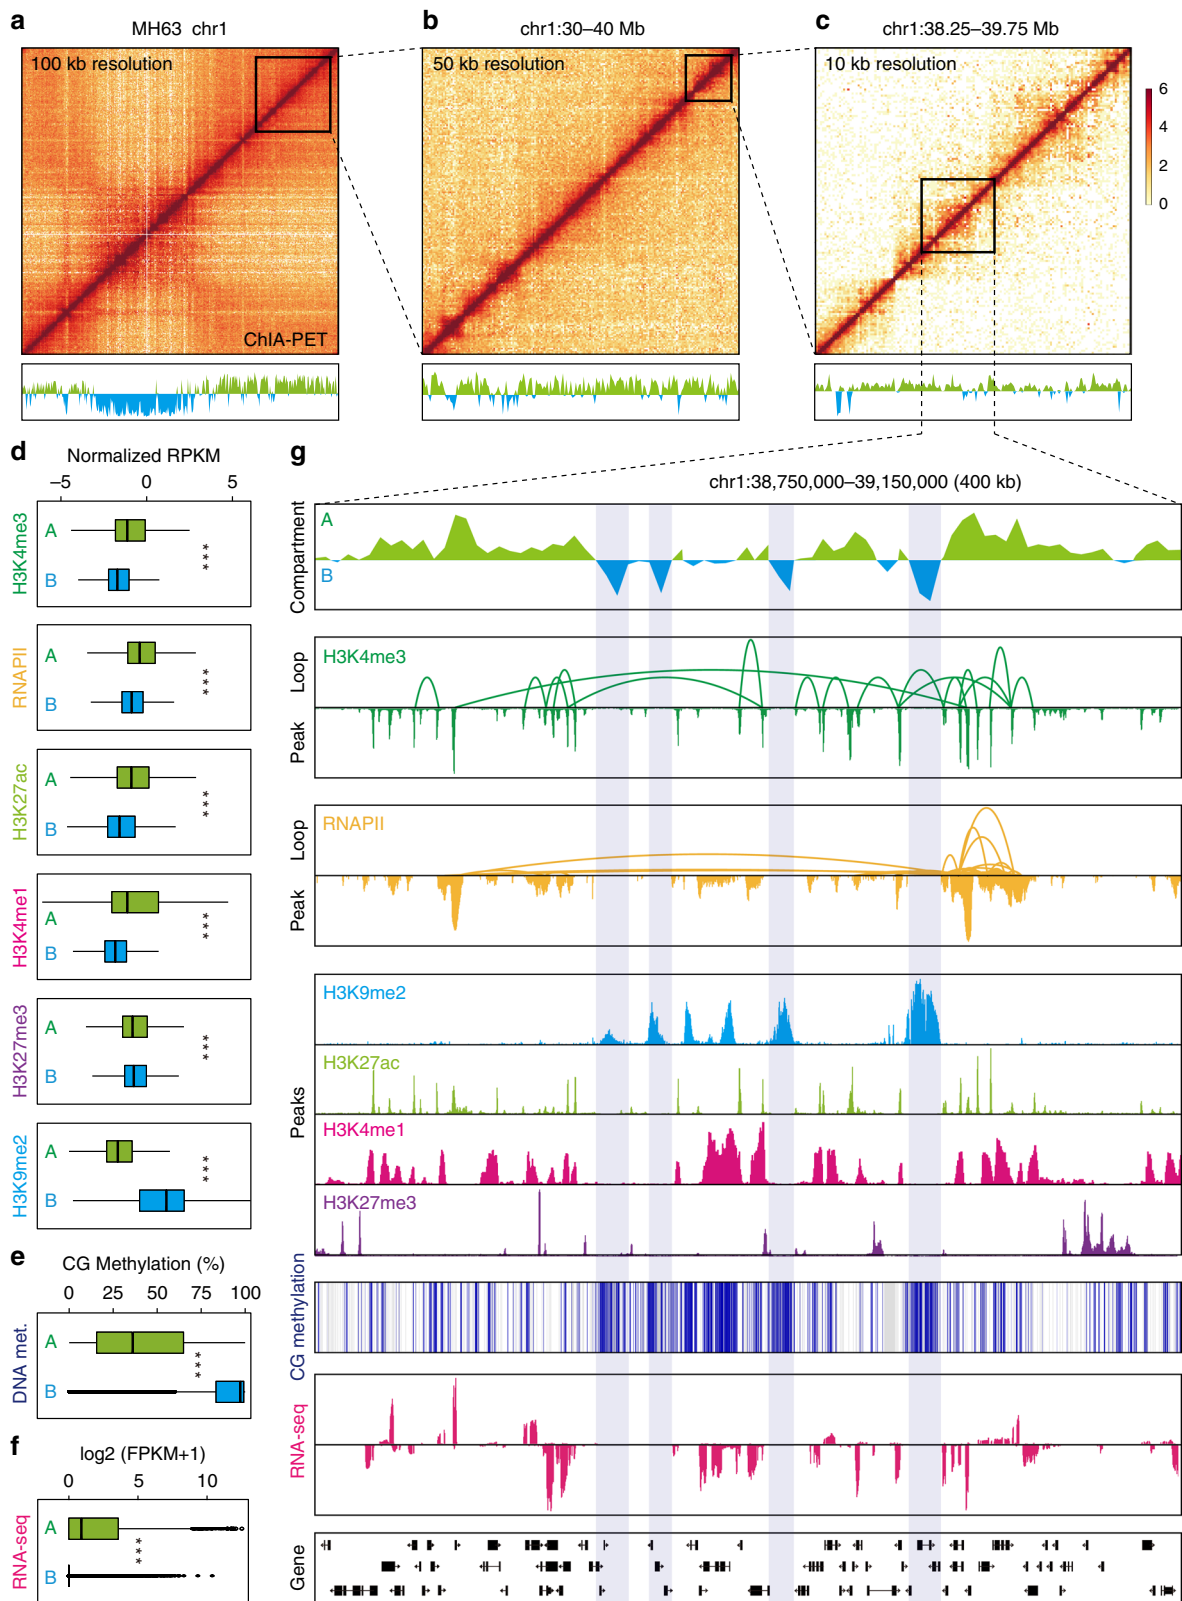 a
MH63 chr1
100 kb resolution
ChIA-PET
b
chr1:30–40 Mb
50 kb resolution
c
chr1:38.25–39.75 Mb
10 kb resolution
6
4
2
0
d
Normalized RPKM
–5 0 5
H3K4me3
A
B
***
RNAPII
A
B
***
H3K27ac
A
B
***
H3K4me1
A
B
***
H3K27me3
A
B
***
H3K9me2
A
B
***
e
CG Methylation (%)
0 25 50 75 100
DNA met.
A
B
***
f
log2 (FPKM+1)
0 5 10
RNA-seq
A
B
***
g
chr1:38,750,000–39,150,000 (400 kb)
Compartment
A
B
Loop
Peak
H3K4me3
Loop
Peak
RNAPII
Peaks
H3K9me2
H3K27ac
H3K4me1
H3K27me3
CG methylation
RNA-seq
Gene